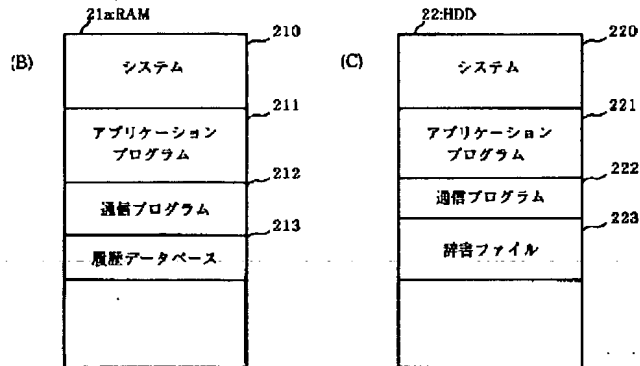 (B)
21a:RAM
システム
210
アプリケーション
プログラム
211
通信プログラム
212
履歴データベース
213
(C)
22:HDD
システム
220
アプリケーション
プログラム
221
通信プログラム
222
辞書ファイル
223